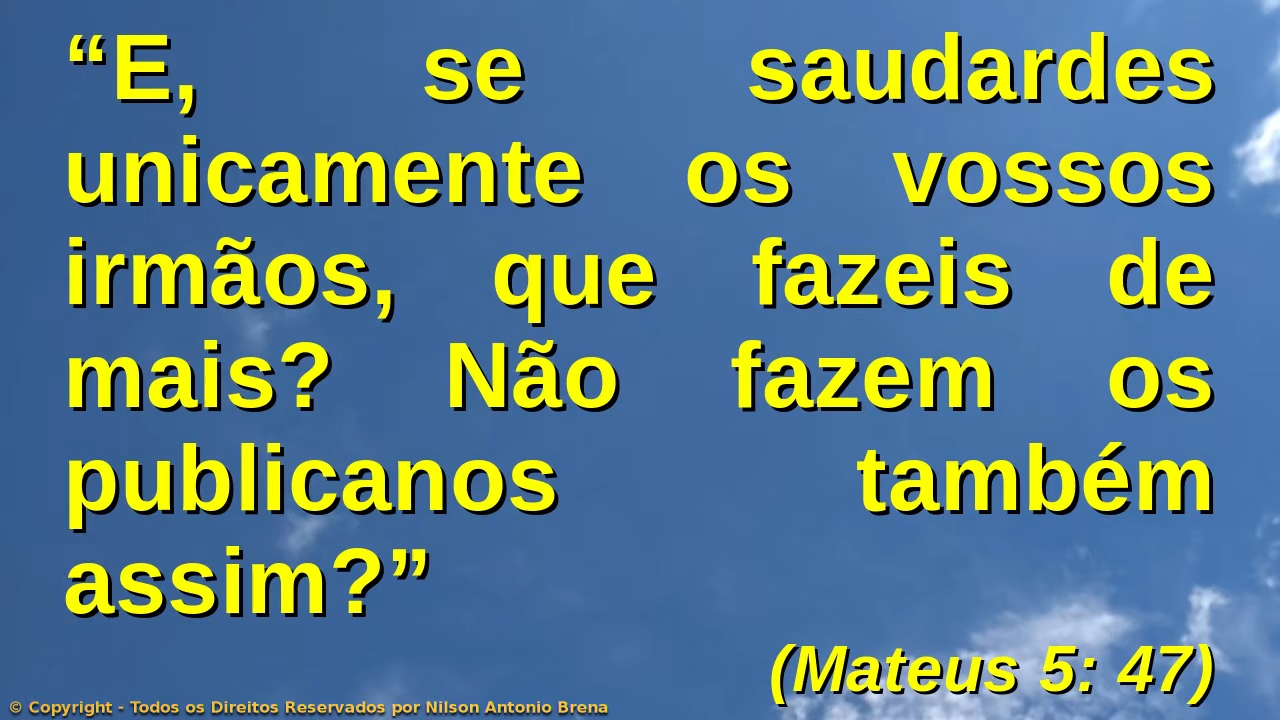 “E, se saudardes
unicamente os vossos
irmãos, que fazeis de
mais? Não fazem os
publicanos também
assim?”
(Mateus 5: 47)
© Copyright - Todos os Direitos Reservados por Nilson Antonio Brena